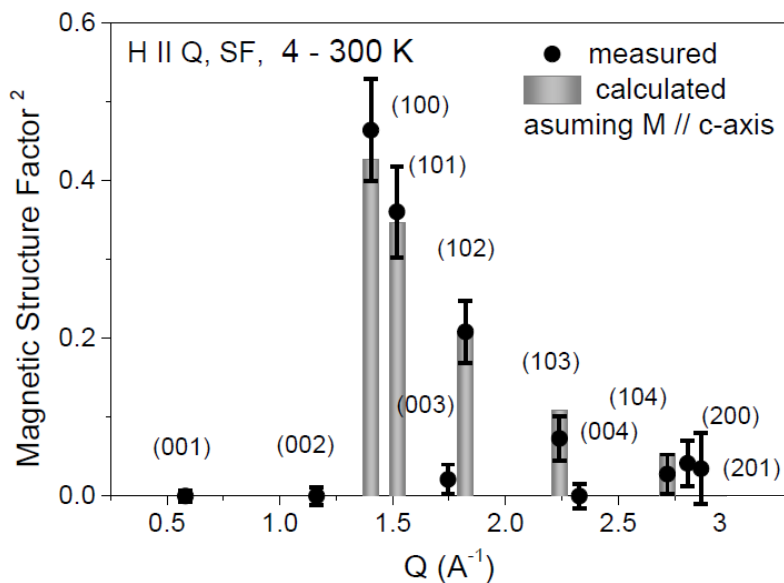 0.6
0.4
0.2
0.0
Magnetic Structure Factor ²
H II Q, SF, 4 - 300 K
measured
calculated
asuming M // c-axis
(001)
(002)
(100)
(101)
(102)
(003)
(103)
(004)
(104)
(200)
(201)
0.5 1.0 1.5 2.0 2.5 3
Q (A⁻¹)